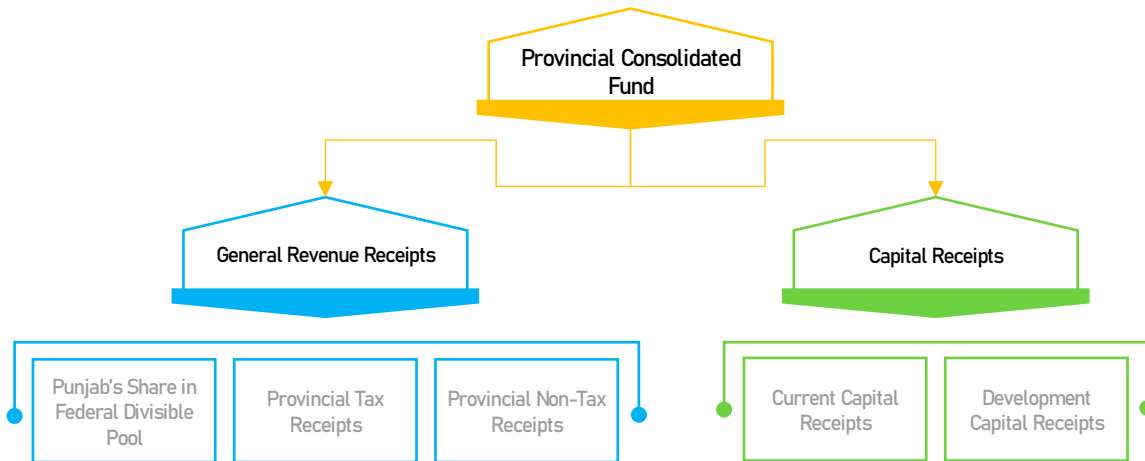 Provincial Consolidated
Fund
General Revenue Receipts
Capital Receipts
Punjab's Share in
Federal Divisible
Pool
Provincial Tax
Receipts
Provincial Non-Tax
Receipts
Current Capital
Receipts
Development
Capital Receipts